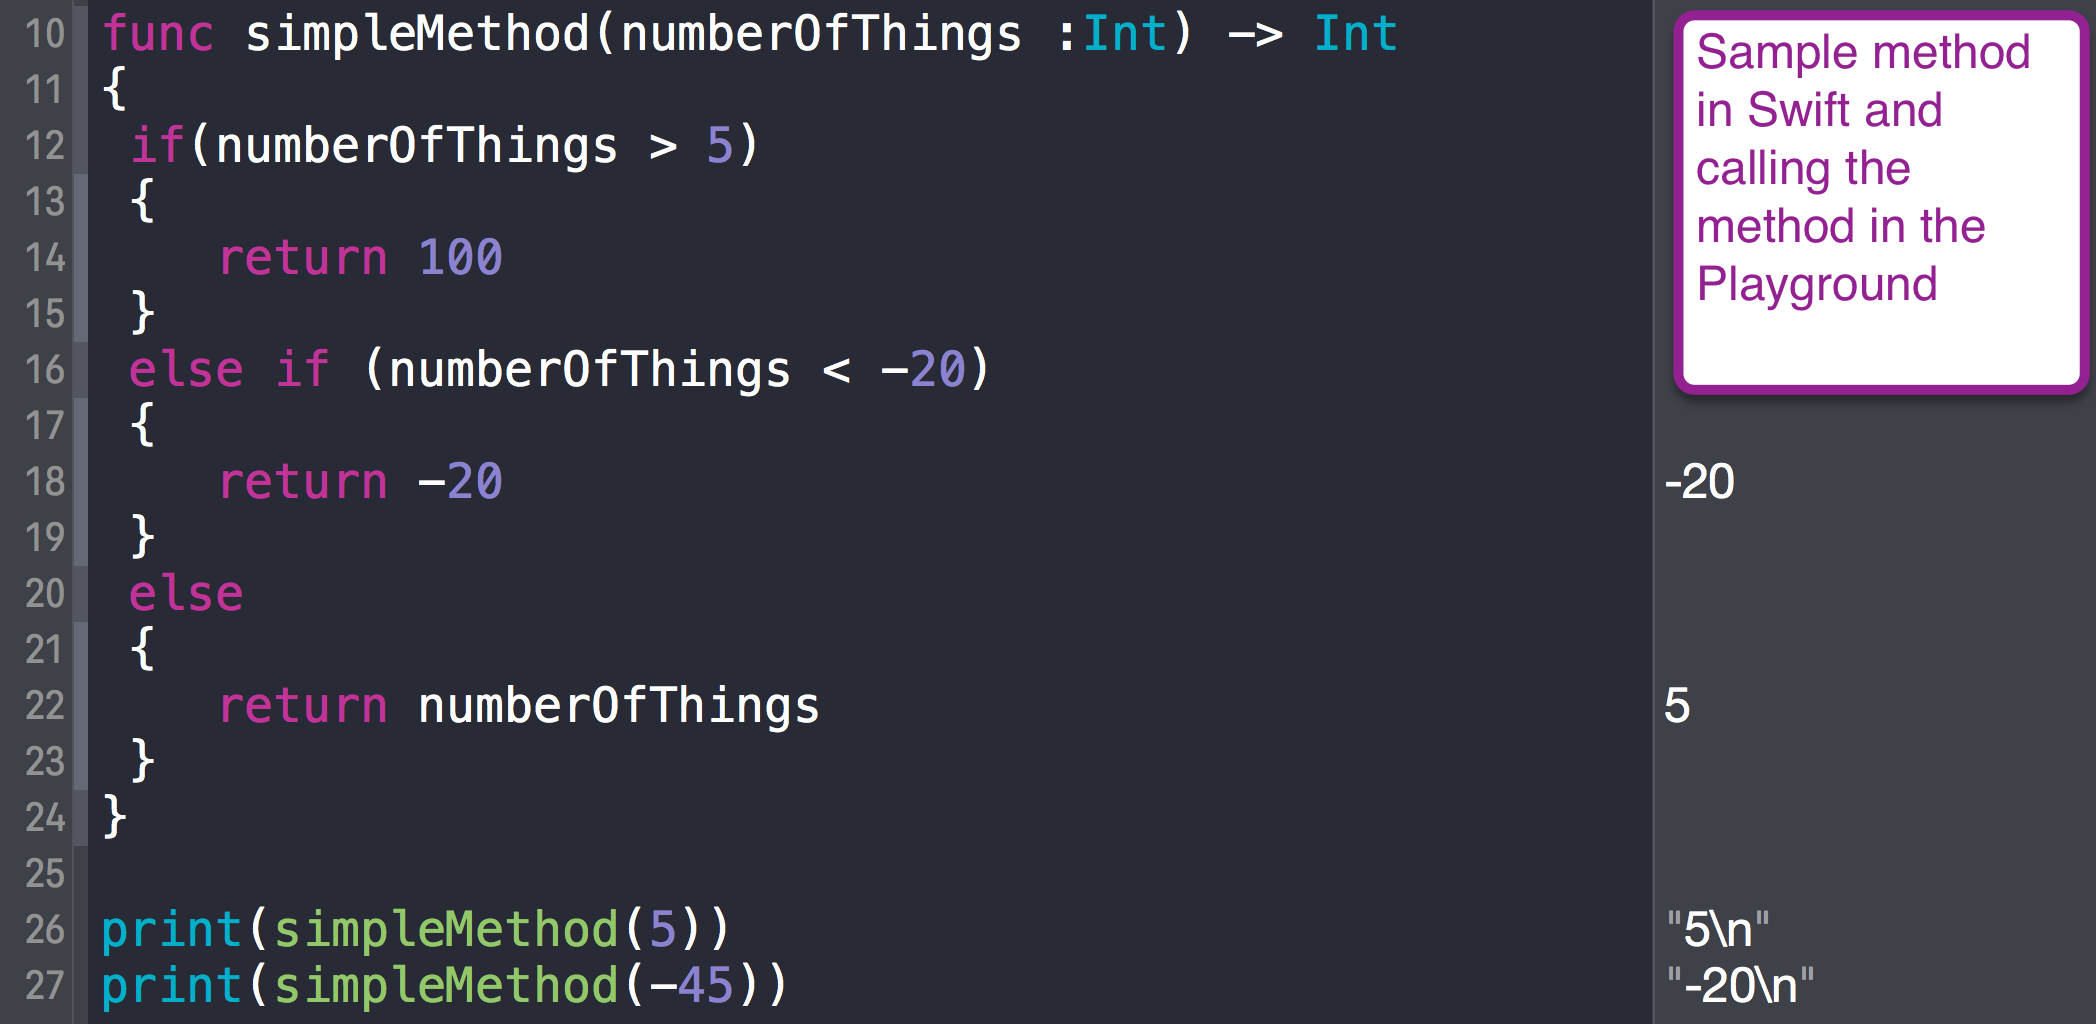 10 func simpleMethod(numberOfThings :Int) -> Int
11 {
12  if(numberOfThings > 5)
13  {
14     return 100
15  }
16  else if (numberOfThings < -20)
17  {
18     return -20
19  }
20  else
21  {
22     return numberOfThings
23  }
24 }
25
26 print(simpleMethod(5))
27 print(simpleMethod(-45))
Sample method
in Swift and
calling the
method in the
Playground
-20
5
"5\n"
"-20\n"